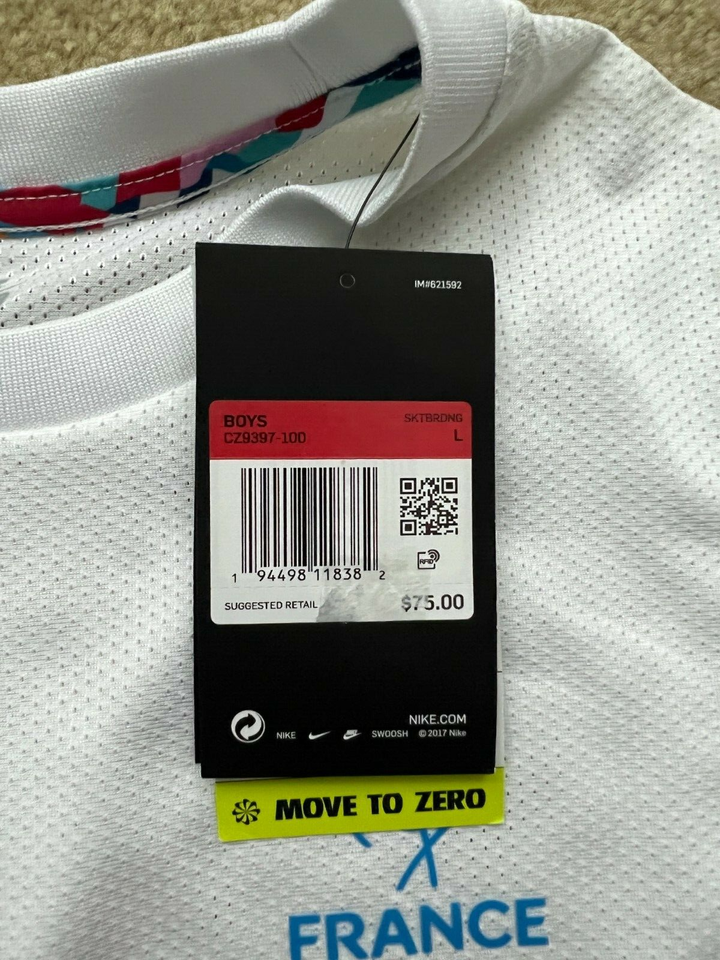 IM#621592
BOYS
SKTBRDNG
CZ9397-100
L
RFID
1 94498 11838 2
SUGGESTED RETAIL
$75.00
NIKE.COM
NIKE SWOOSH © 2017 Nike
MOVE TO ZERO
FRANCE